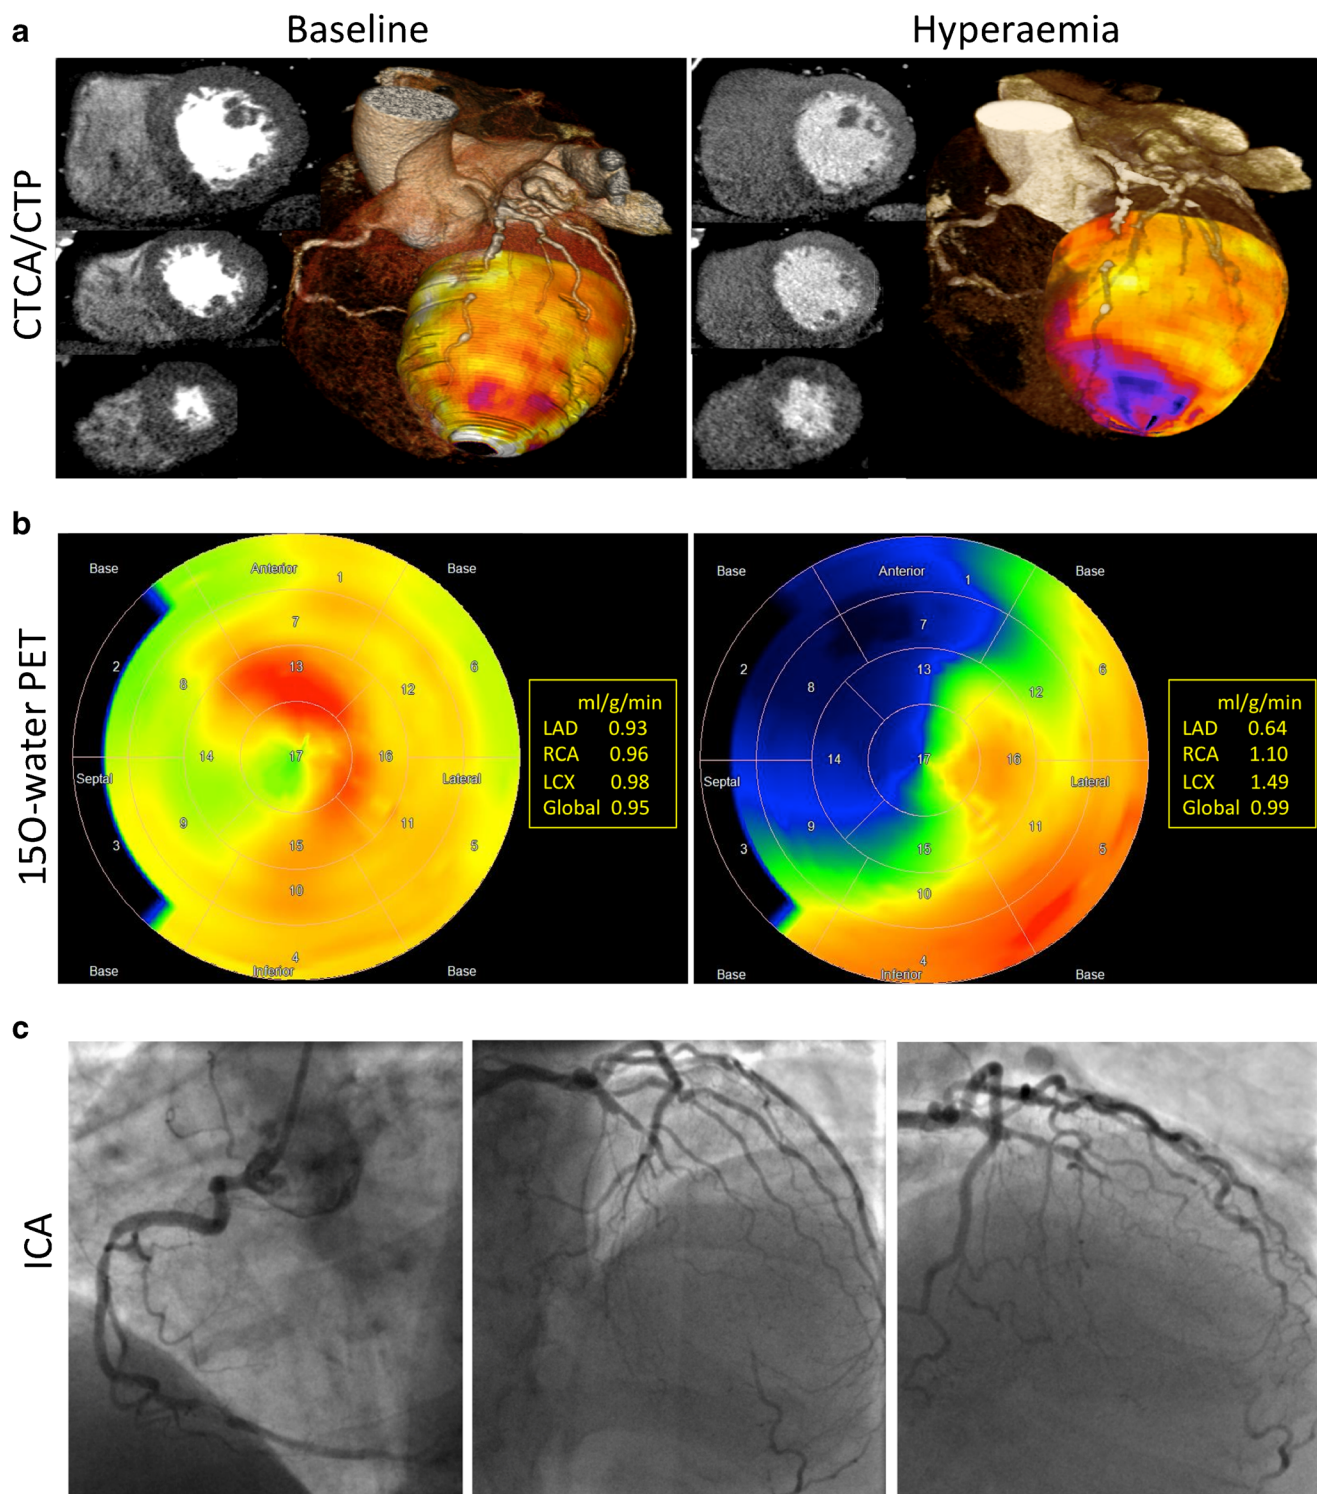 a
Baseline
Hyperaemia
CTCA/CTP
b
15O-water PET
Base
Anterior
1
Base
7
2
13
6
8
12
14
17
16
Septal
Lateral
9
11
3
15
5
10
4
Base
Inferior
Base
ml/g/min
LAD 0.93
RCA 0.96
LCX 0.98
Global 0.95
Base
Anterior
1
Base
7
2
13
6
8
12
14
17
16
Septal
Lateral
9
11
3
15
5
10
4
Base
Inferior
Base
ml/g/min
LAD 0.64
RCA 1.10
LCX 1.49
Global 0.99
c
ICA